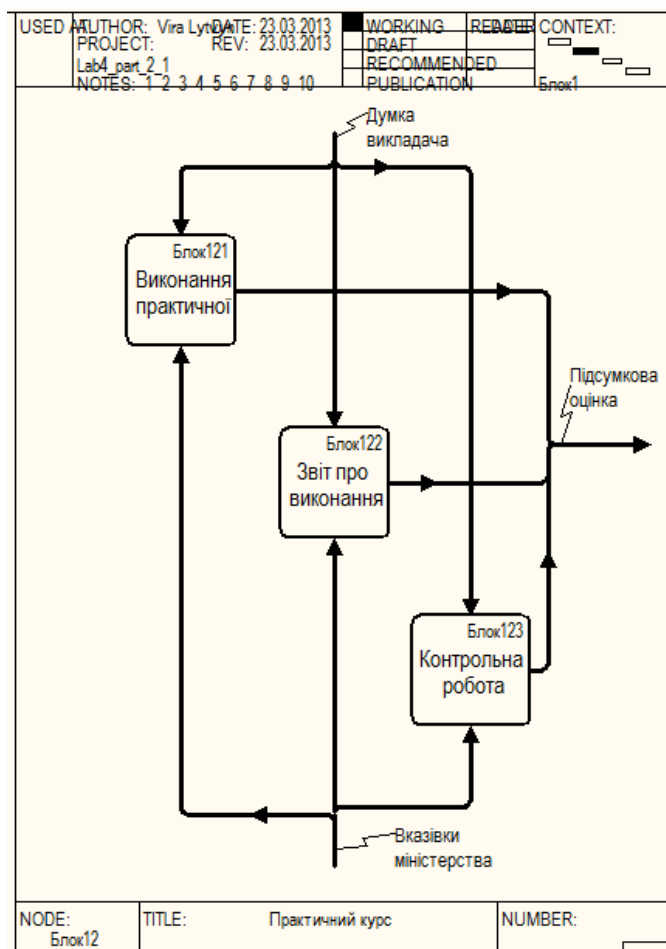 USED AT:
AUTHOR: Vira Lytvyn DATE: 23.03.2013
PROJECT: REV: 23.03.2013
Lab4_part_2_1
NOTES: 1 2 3 4 5 6 7 8 9 10
WORKING
DRAFT
RECOMMENDED
PUBLICATION
READER DATE
CONTEXT:
Блок1
Думка
викладача
Блок121
Виконання
практичної
Підсумкова
оцінка
Блок122
Звіт про
виконання
Блок123
Контрольна
робота
Вказівки
міністерства
NODE:
Блок12
TITLE:
Практичний курс
NUMBER: